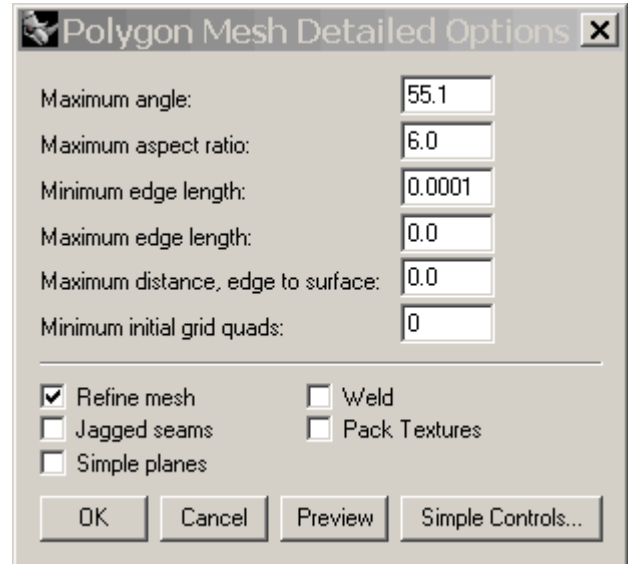 Polygon Mesh Detailed Options
Maximum angle: 55.1
Maximum aspect ratio: 6.0
Minimum edge length: 0.0001
Maximum edge length: 0.0
Maximum distance, edge to surface: 0.0
Minimum initial grid quads: 0
Refine mesh Weld
Jagged seams Pack Textures
Simple planes
OK Cancel Preview Simple Controls...